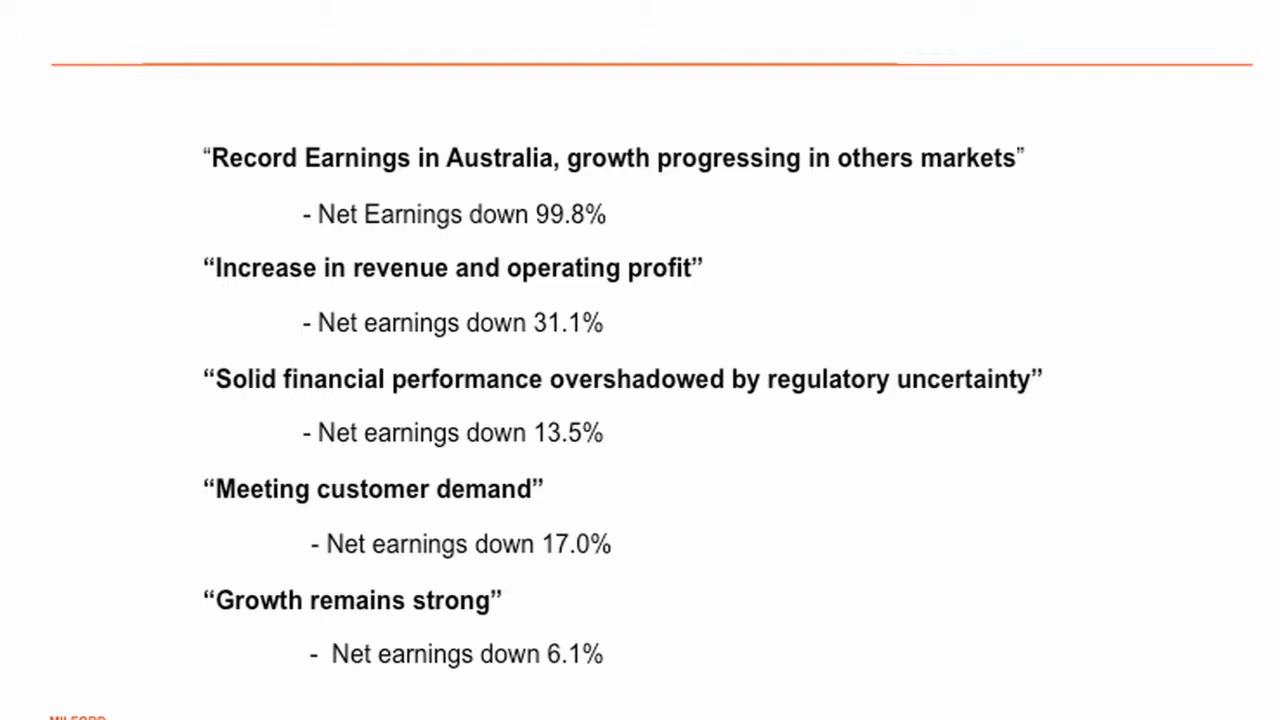 “Record Earnings in Australia, growth progressing in others markets”
- Net Earnings down 99.8%
“Increase in revenue and operating profit”
- Net earnings down 31.1%
“Solid financial performance overshadowed by regulatory uncertainty”
- Net earnings down 13.5%
“Meeting customer demand”
- Net earnings down 17.0%
“Growth remains strong”
- Net earnings down 6.1%
MILFORD